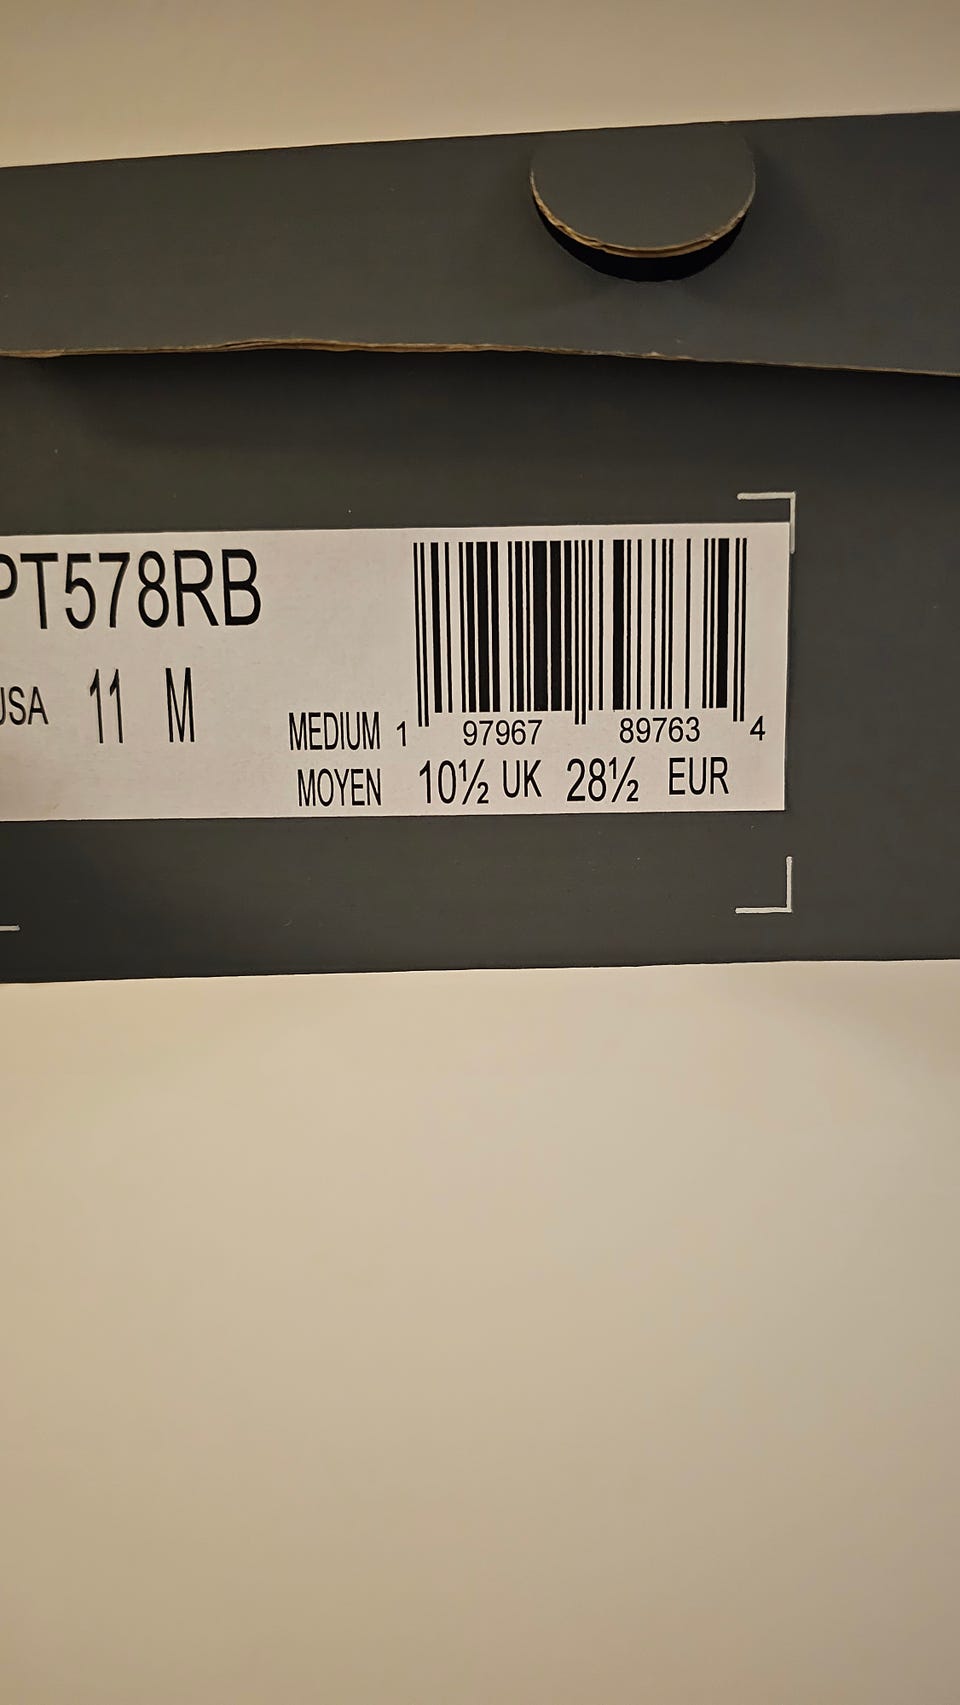 PT578RB
USA 11 M
MEDIUM 1 97967 89763 4
MOYEN 10½ UK 28½ EUR